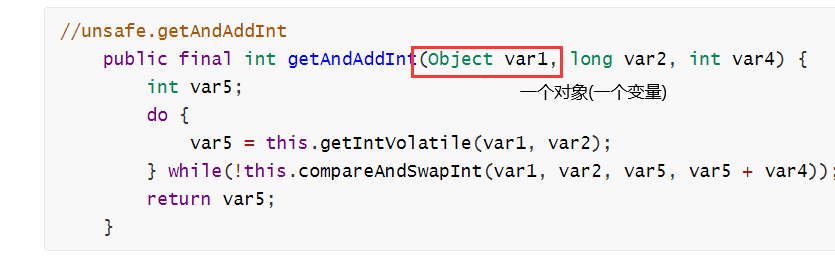 //unsafe.getAndAddInt
public final int getAndAddInt(Object var1, long var2, int var4) {
int var5;
一个对象(一个变量)
do {
var5 = this.getIntVolatile(var1, var2);
} while(!this.compareAndSwapInt(var1, var2, var5, var5 + var4));
return var5;
}